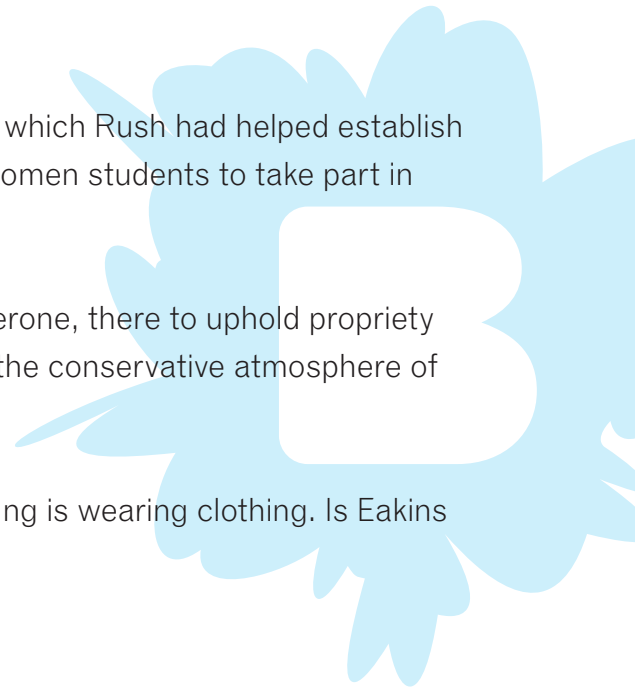 which Rush had helped establish
omen students to take part in
erone, there to uphold propriety
the conservative atmosphere of
ng is wearing clothing. Is Eakins
B